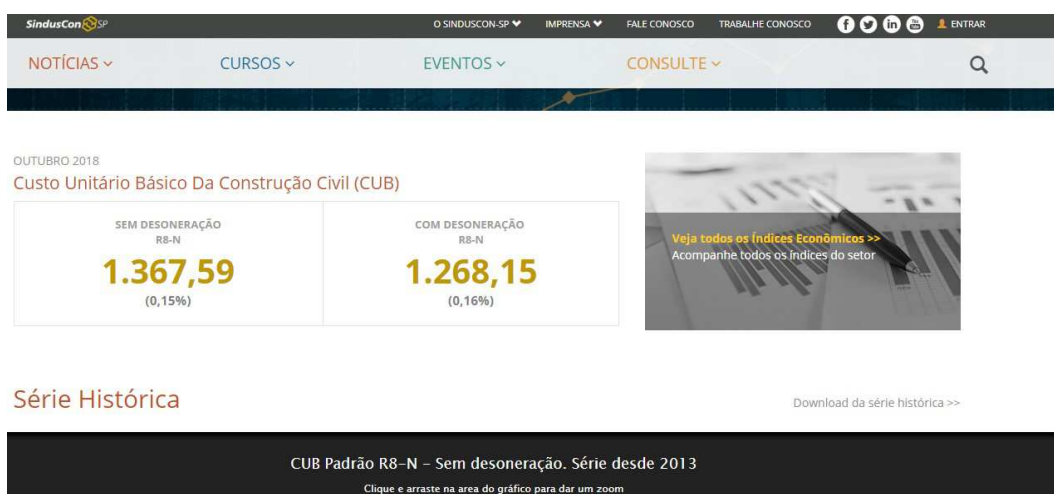 SindusCon SP
O SINDUSCON-SP
IMPRENSA
FALE CONOSCO
TRABALHE CONOSCO
ENTRAR
NOTÍCIAS
CURSOS
EVENTOS
CONSULTE
OUTUBRO 2018
Custo Unitário Básico Da Construção Civil (CUB)
SEM DESONERAÇÃO
R8-N
1.367,59
(0,15%)
COM DESONERAÇÃO
R8-N
1.268,15
(0,16%)
Veja todos os Índices Econômicos >>
Acompanhe todos os índices do setor
Série Histórica
Download da série histórica >>
CUB Padrão R8-N – Sem desoneração. Série desde 2013
Clique e arraste na area do gráfico para dar um zoom